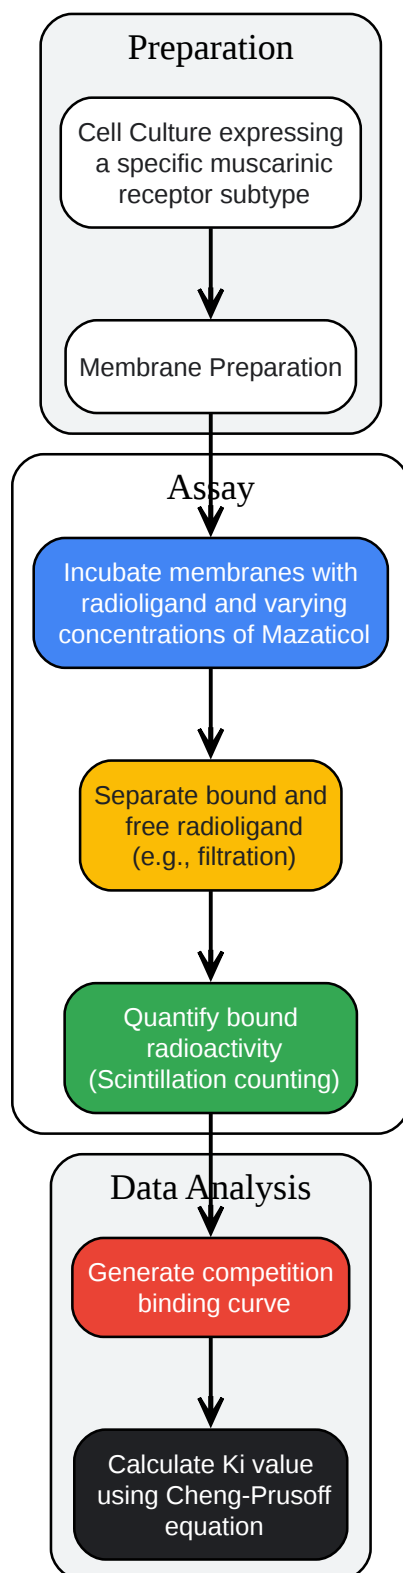 Preparation
Cell Culture expressing
a specific muscarinic
receptor subtype
Membrane Preparation
Assay
Incubate membranes with
radioligand and varying
concentrations of Mazaticol
Separate bound and
free radioligand
(e.g., filtration)
Quantify bound
radioactivity
(Scintillation counting)
Data Analysis
Generate competition
binding curve
Calculate Ki value
using Cheng-Prusoff
equation